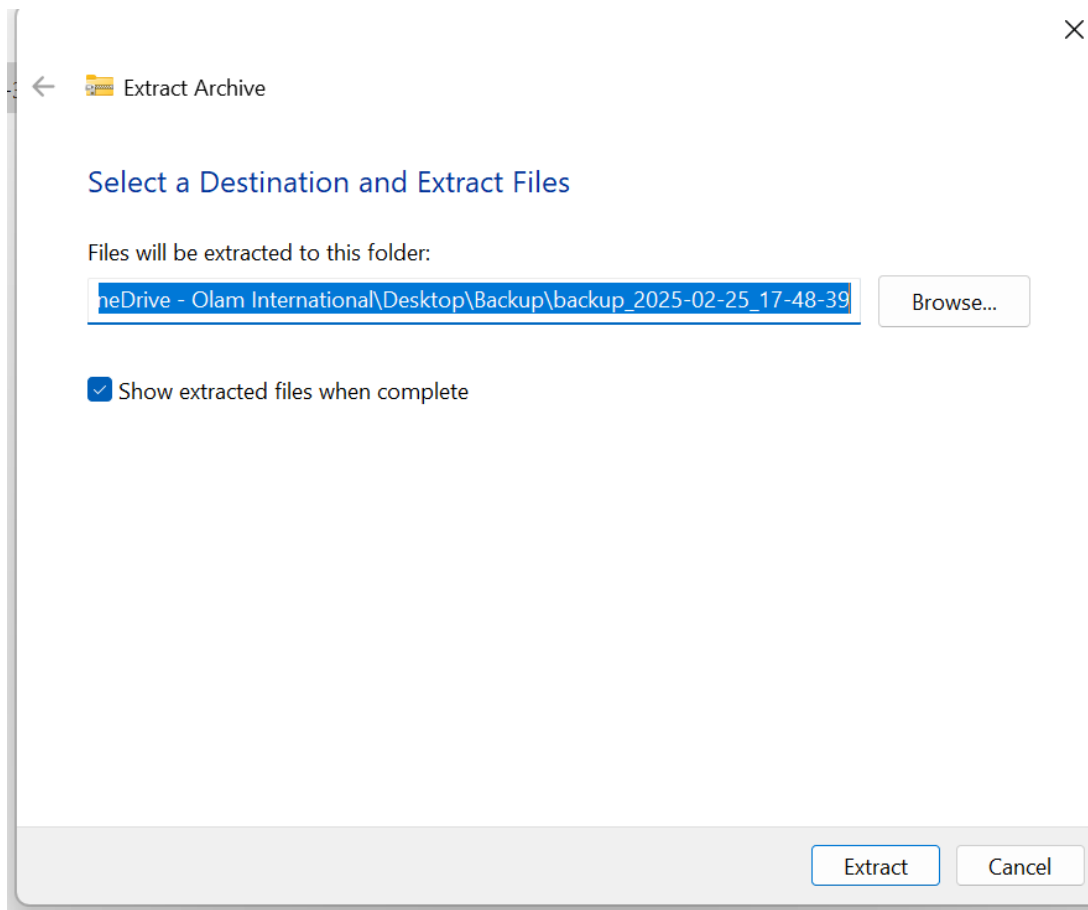 Extract Archive
Select a Destination and Extract Files
Files will be extracted to this folder:
neDrive - Olam International\Desktop\Backup\backup_2025-02-25_17-48-39
Browse...
Show extracted files when complete
Extract
Cancel